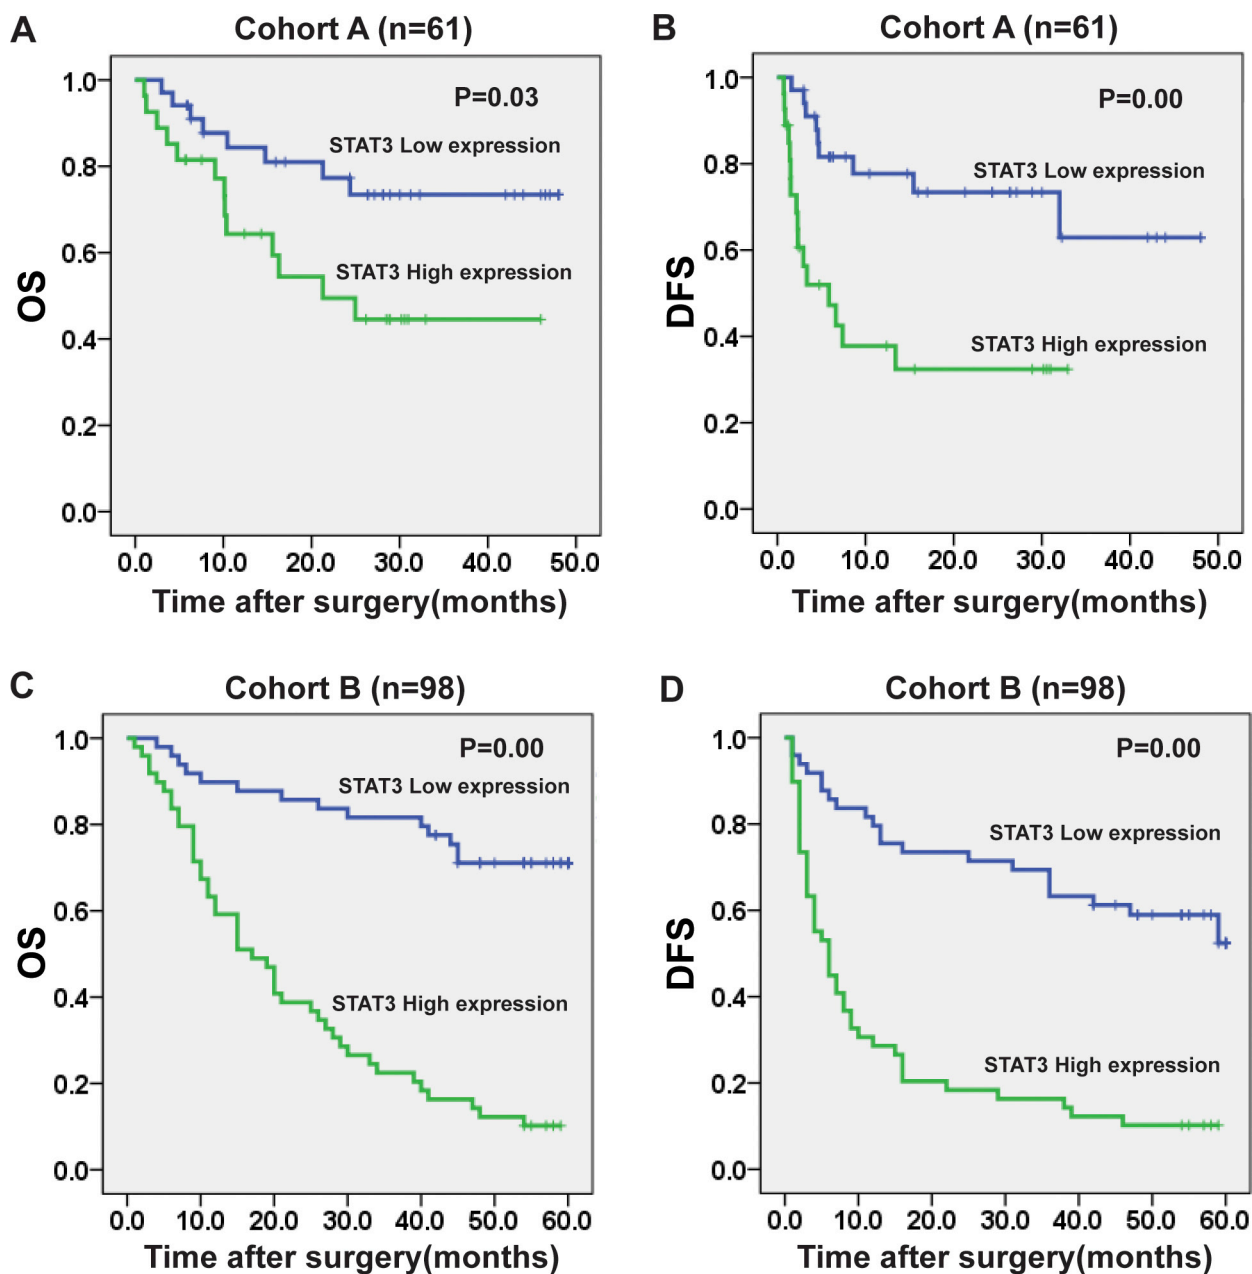 A
Cohort A (n=61)
P=0.03
STAT3 Low expression
STAT3 High expression
OS
1.0
0.8
0.6
0.4
0.2
0.0
0.0 10.0 20.0 30.0 40.0 50.0
Time after surgery(months)
B
Cohort A (n=61)
P=0.00
STAT3 Low expression
STAT3 High expression
DFS
1.0
0.8
0.6
0.4
0.2
0.0
0.0 10.0 20.0 30.0 40.0 50.0
Time after surgery(months)
C
Cohort B (n=98)
P=0.00
STAT3 Low expression
STAT3 High expression
OS
1.0
0.8
0.6
0.4
0.2
0.0
0.0 10.0 20.0 30.0 40.0 50.0 60.0
Time after surgery(months)
D
Cohort B (n=98)
P=0.00
STAT3 Low expression
STAT3 High expression
DFS
1.0
0.8
0.6
0.4
0.2
0.0
0.0 10.0 20.0 30.0 40.0 50.0 60.0
Time after surgery(months)